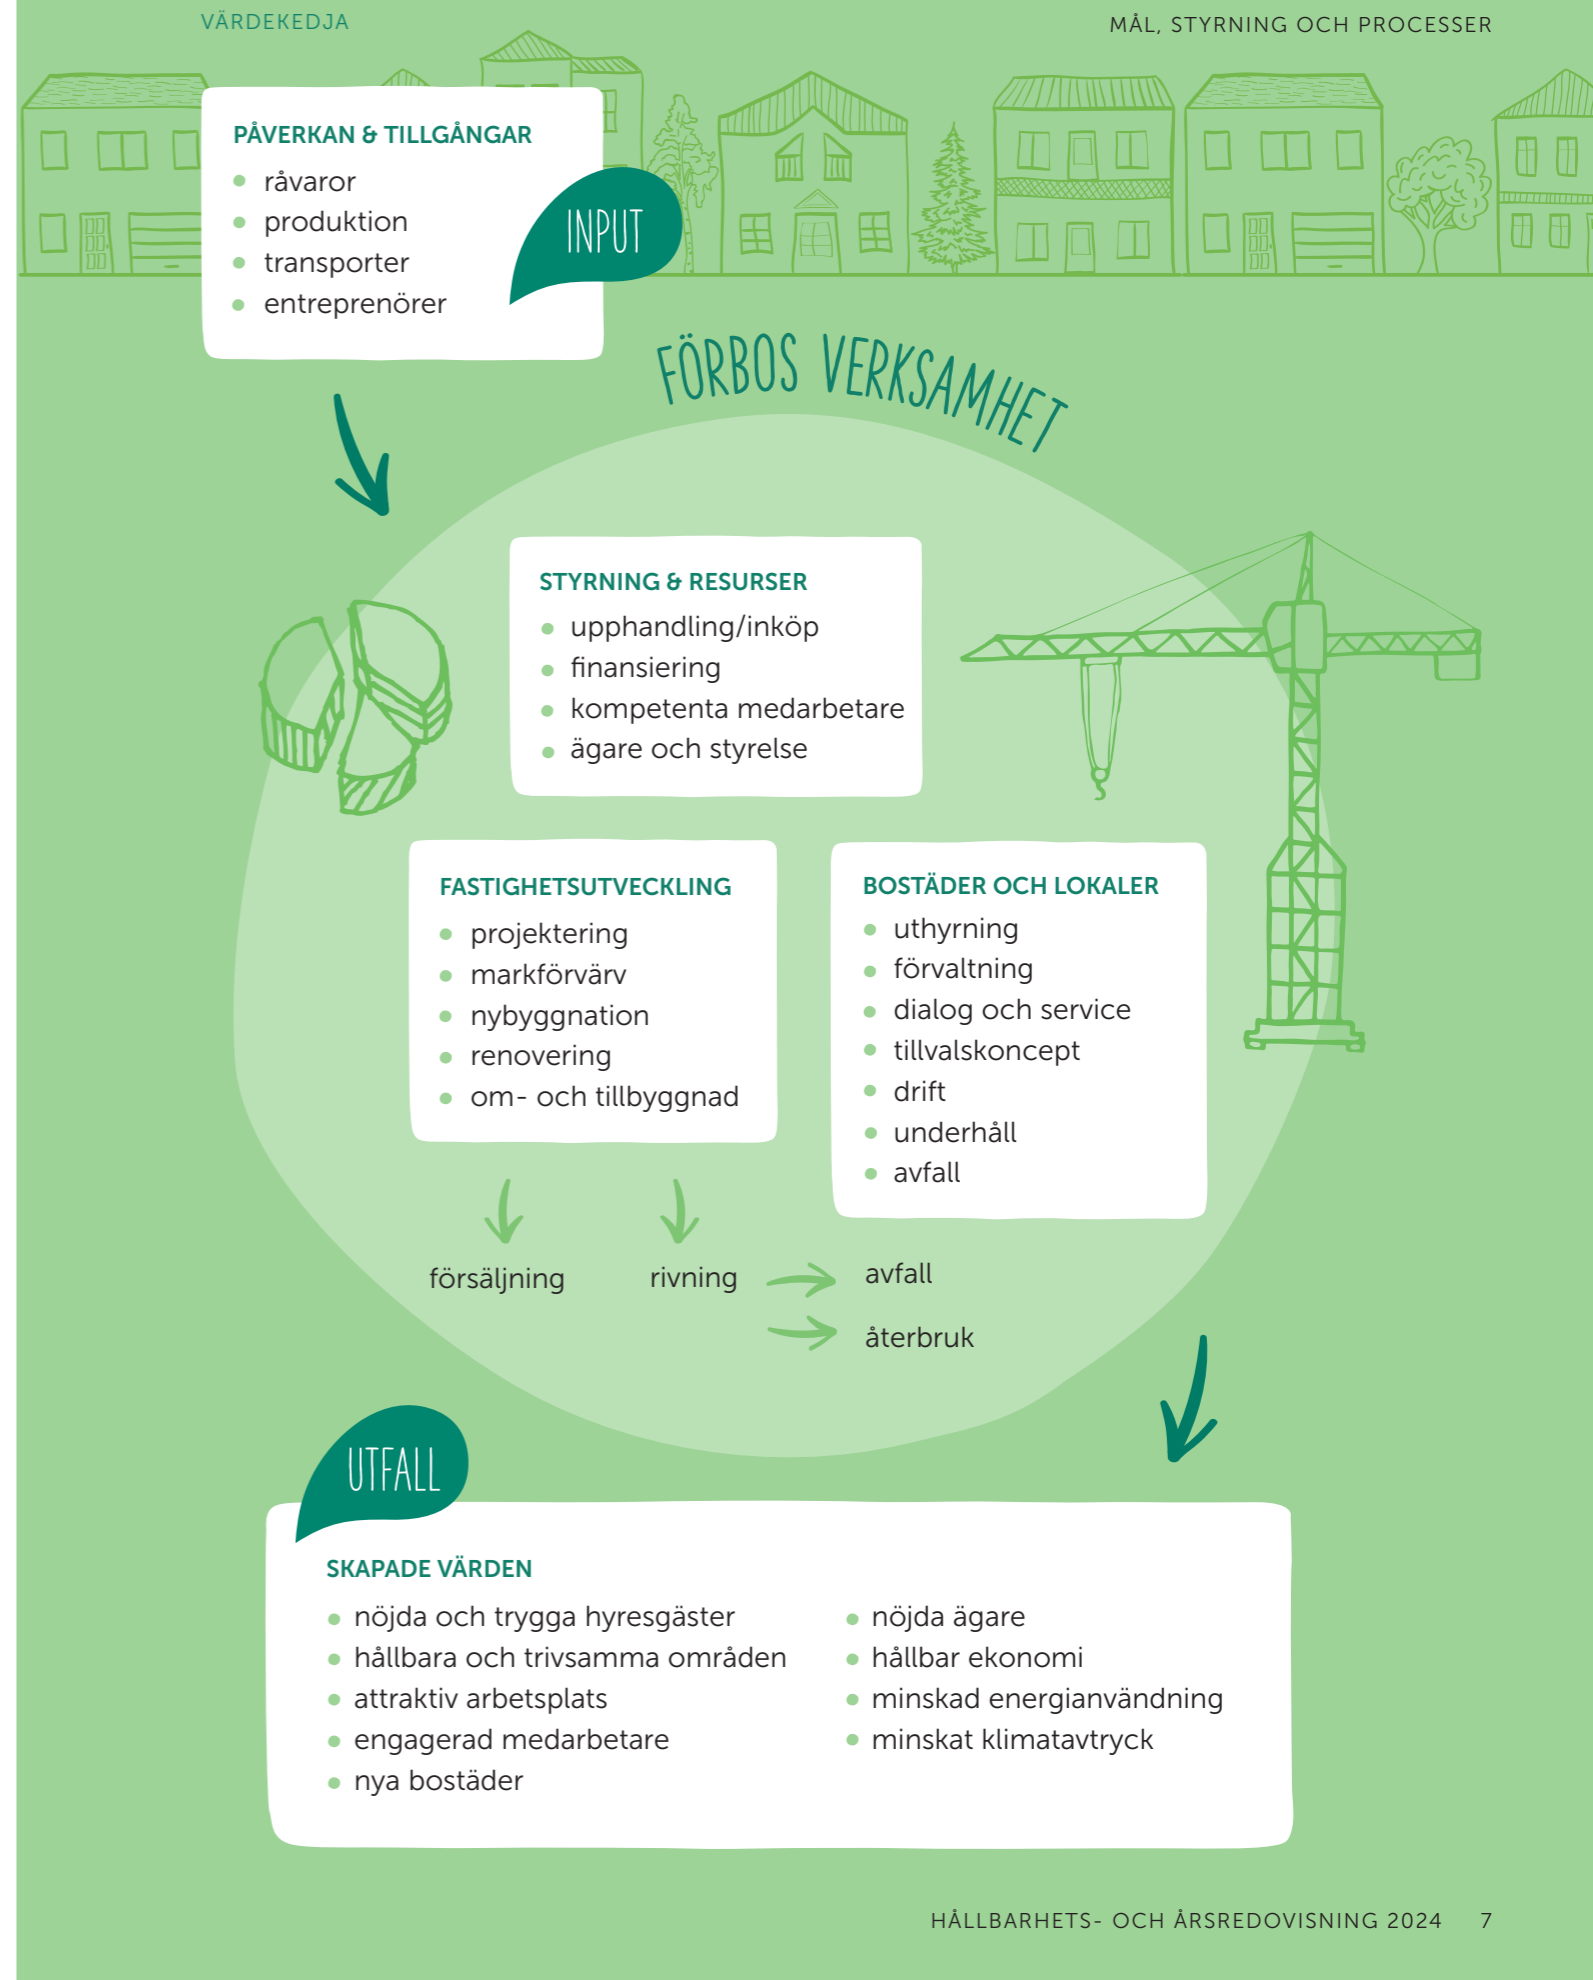 VÄRDEKEDJA
MÅL, STYRNING OCH PROCESSER
PÅVERKAN & TILLGÅNGAR
råvaror
produktion
transporter
entreprenörer
INPUT
FÖRBOS VERKSAMHET
STYRNING & RESURSER
upphandling/inköp
finansiering
kompetenta medarbetare
ägare och styrelse
FASTIGHETSUTVECKLING
projektering
markförvärv
nybyggnation
renovering
om- och tillbyggnad
BOSTÄDER OCH LOKALER
uthyrning
förvaltning
dialog och service
tillvalskoncept
drift
underhåll
avfall
försäljning
rivning
avfall
återbruk
UTFALL
SKAPADE VÄRDEN
nöjda och trygga hyresgäster
hållbara och trivsamma områden
attraktiv arbetsplats
engagerad medarbetare
nya bostäder
nöjda ägare
hållbar ekonomi
minskad energianvändning
minskat klimatavtryck
HÅLLBARHETS- OCH ÅRSREDOVISNING 2024 7